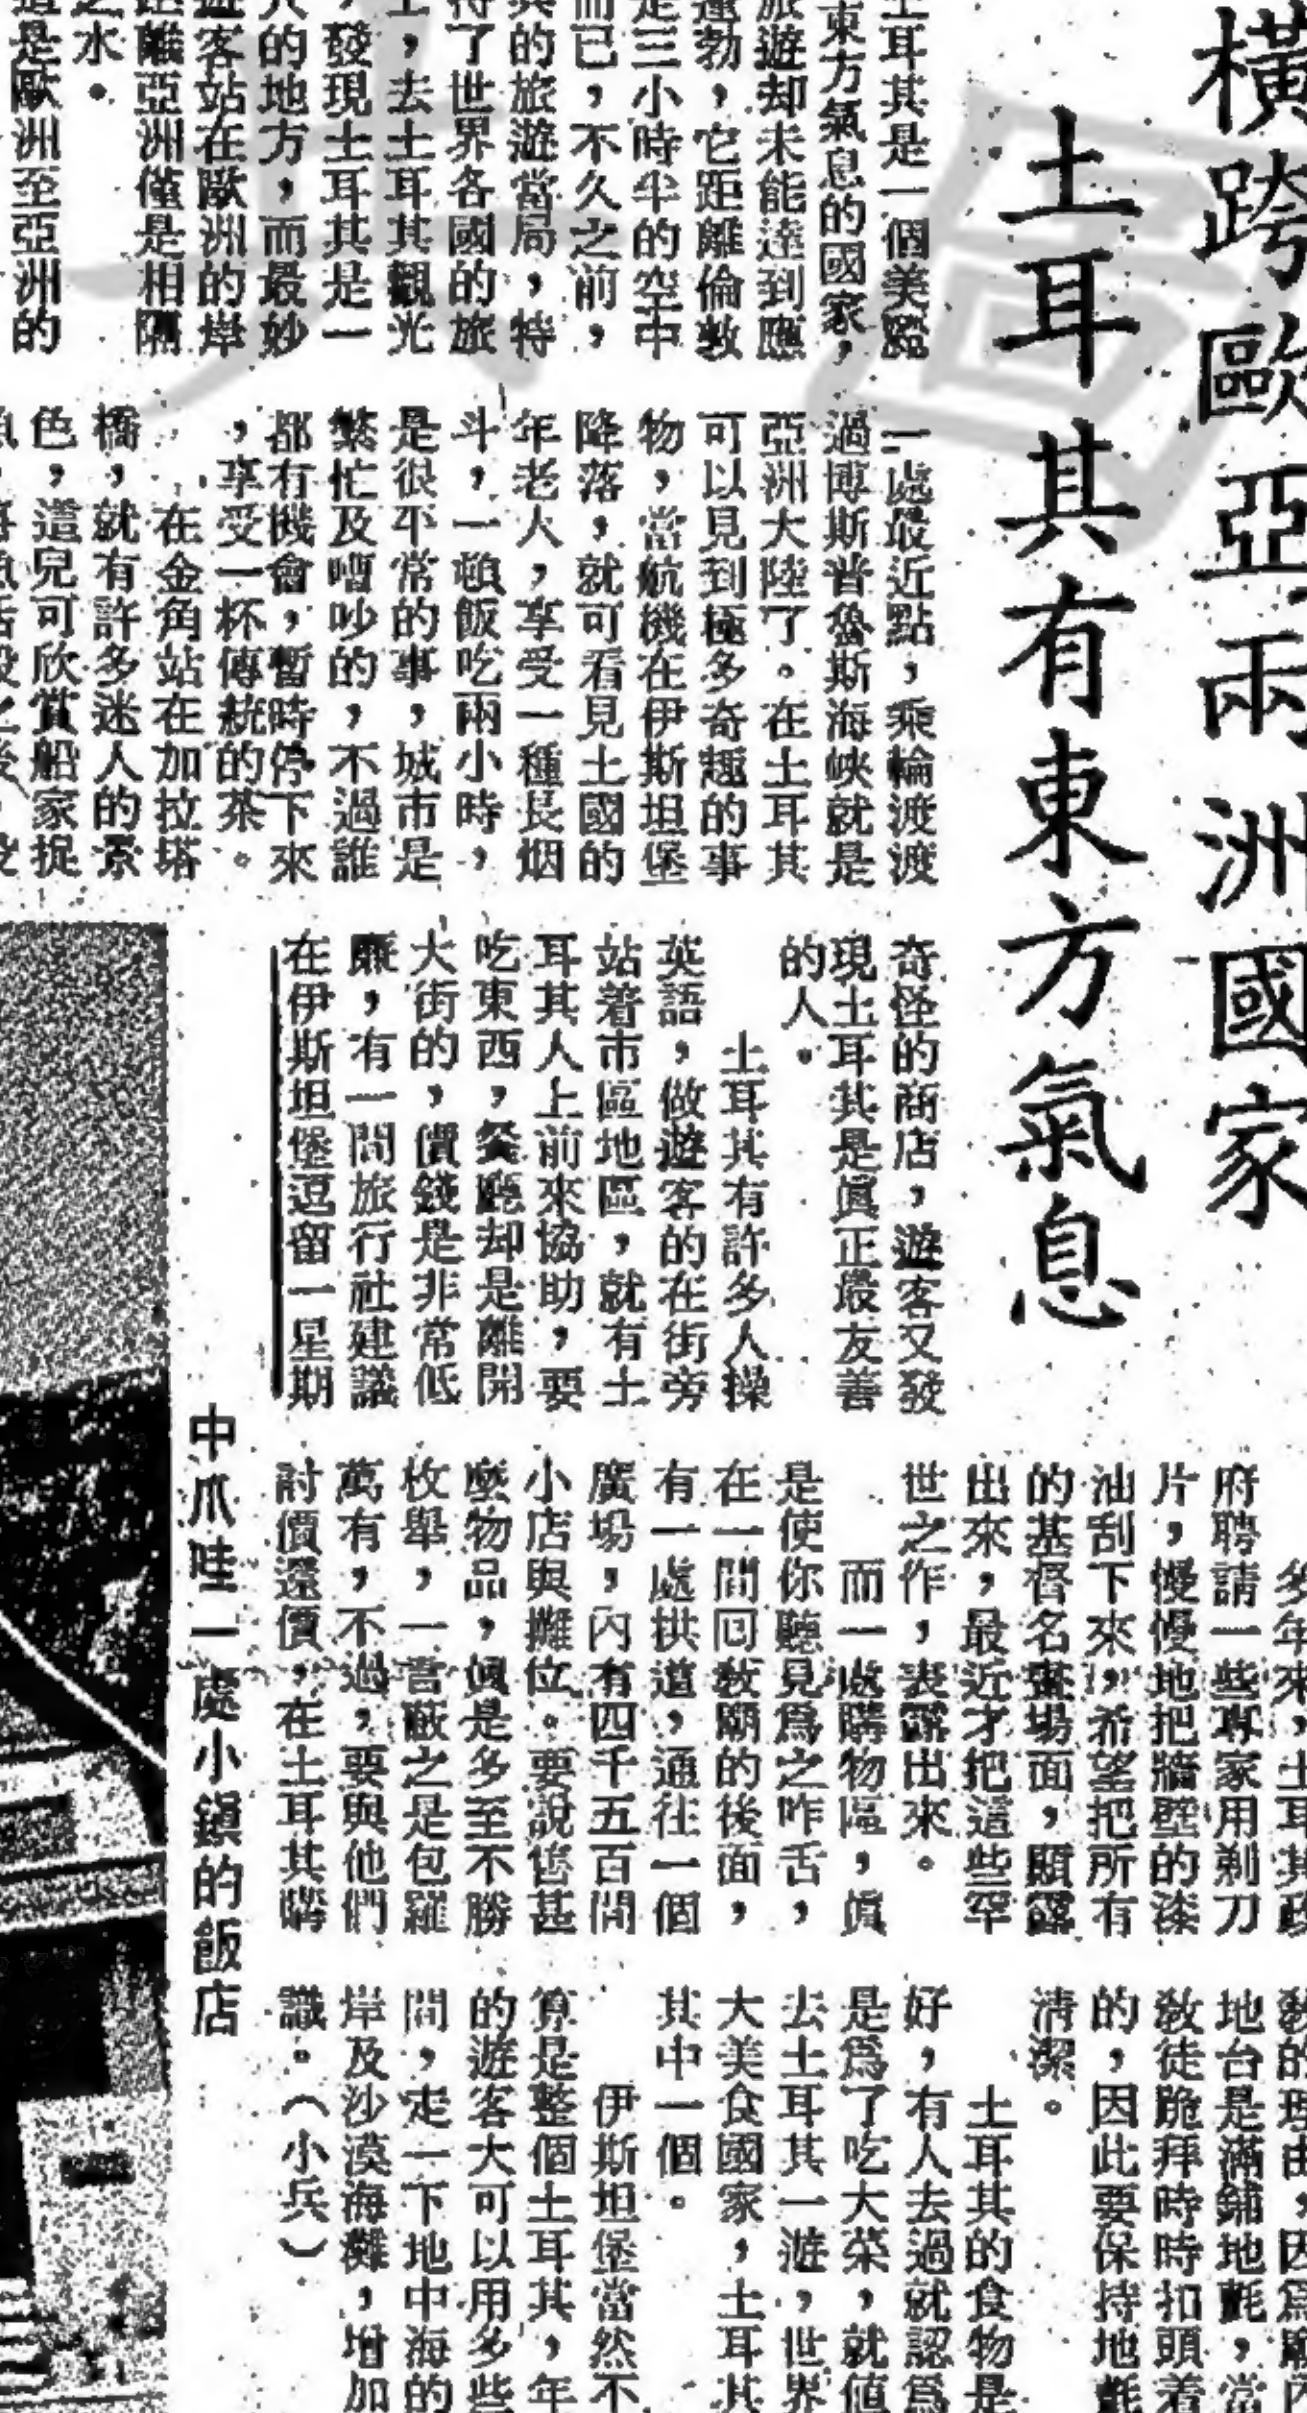 橫跨歐亞兩洲國家
土耳其有東方氣息
土耳其是一個美麗
東方氣息的國家，
旅遊却未能達到應
蓬勃，它距離倫敦
是三小時半的空中
而已，不久之前，
其的旅遊當局，特
待了世界各國的旅
，去土耳其觀光
，發現土耳其是一
的地方，而最妙
遊客站在歐洲的岸
距離亞洲僅是相隔
之水。
這是歐洲至亞洲的
一處最近點，乘輪渡渡
過博斯普魯斯海峽就是
亞洲大陸了。在土耳其
可以見到極多奇趣的事
物，當航機在伊斯坦堡
降落，就可看見土國的
年老人，享受一種長烟
斗，一頓飯吃兩小時，
是很平常的事，城市是
繁忙及嘈吵的，不過誰
都有機會，暫時停下來
，享受一杯傳統的茶。
在金角站在加拉塔
橋，就有許多迷人的景
色，這兒可欣賞船家捉
奇怪的商店，遊客又發
現土耳其是眞正最友善
的人。
土耳其有許多人操
英語，做遊客的在街旁
站着市區地區，就有土
耳其人上前來協助，要
吃東西，餐廳却是離開
大街的，價錢是非常低
廉，有一間旅行社建議
在伊斯坦堡逗留一星期
多年來，土耳其政
府聘請一些專家用剃刀
片，慢慢地把牆壁的漆
油刮下來，希望把所有
的基督名畫場面，顯露
出來，最近才把這些罕
世之作，表露出來。
而一處購物區，眞
是使你聽見爲之咋舌，
在一間回教廟的後面，
有一處拱道，通往一個
廣場，內有四千五百間
小店與攤位。要說售甚
麼物品，眞是多至不勝
枚舉，一言蔽之是包羅
萬有，不過，要與他們
討價還價，在土耳其購
教的理由，因爲廟內
地台是滿鋪地氈，當
教徒跪拜時時扣頭着
的，因此要保持地氈
清潔。
土耳其的食物是
好，有人去過就認爲
是爲了吃大菜，就值
去土耳其一遊，世界
大美食國家，土耳其
其中一個。
伊斯坦堡當然不
算是整個土耳其，年
的遊客大可以用多些
間，走一下地中海的
岸及沙漠海灘，增加
識。（小兵）
中爪哇一處小鎮的飯店